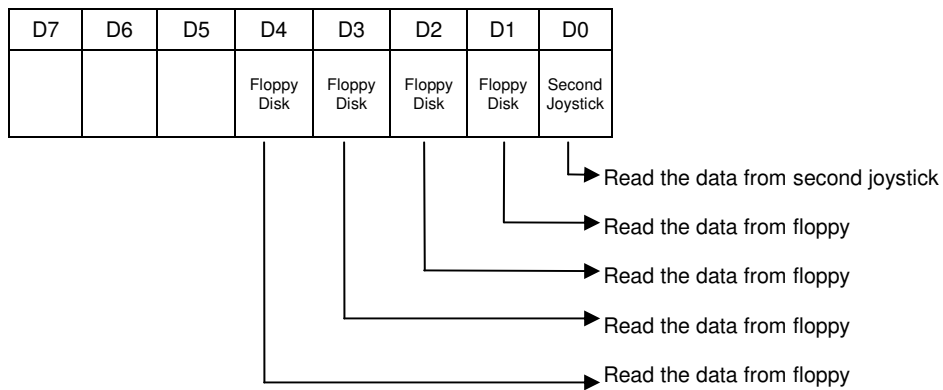 D7 D6 D5 D4 D3 D2 D1 D0
Floppy Disk Floppy Disk Floppy Disk Floppy Disk Second Joystick
Read the data from second joystick
Read the data from floppy
Read the data from floppy
Read the data from floppy
Read the data from floppy